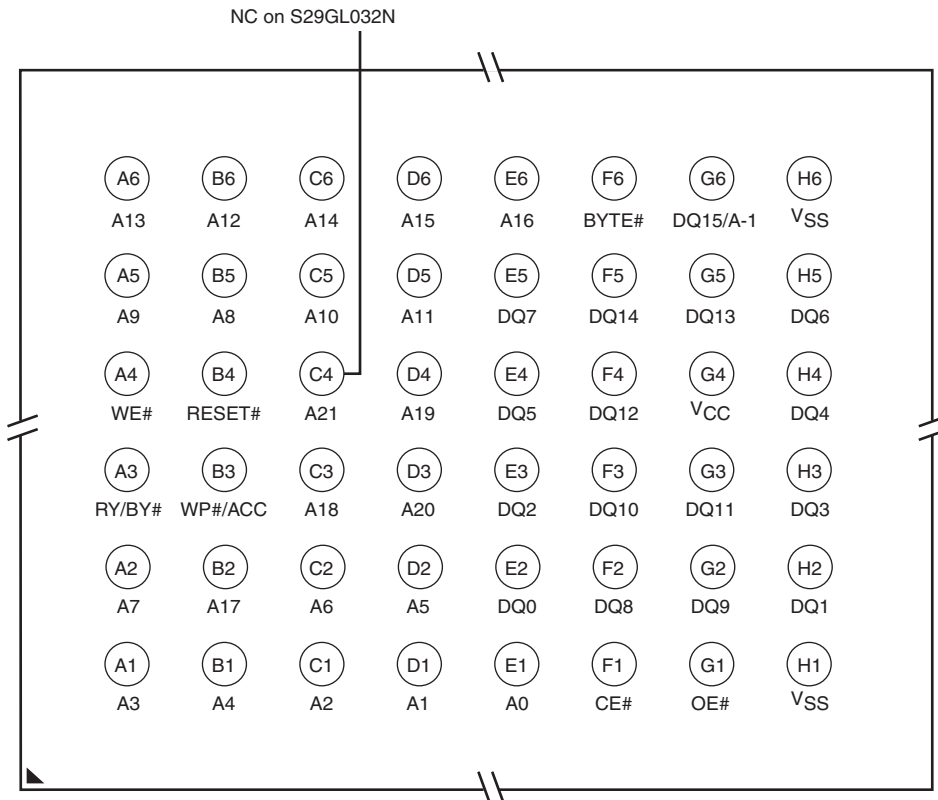 NC on S29GL032N
A6 B6 C6 D6 E6 F6 G6 H6
A13 A12 A14 A15 A16 BYTE# DQ15/A-1 VSS
A5 B5 C5 D5 E5 F5 G5 H5
A9 A8 A10 A11 DQ7 DQ14 DQ13 DQ6
A4 B4 C4 D4 E4 F4 G4 H4
WE# RESET# A21 A19 DQ5 DQ12 VCC DQ4
A3 B3 C3 D3 E3 F3 G3 H3
RY/BY# WP#/ACC A18 A20 DQ2 DQ10 DQ11 DQ3
A2 B2 C2 D2 E2 F2 G2 H2
A7 A17 A6 A5 DQ0 DQ8 DQ9 DQ1
A1 B1 C1 D1 E1 F1 G1 H1
A3 A4 A2 A1 A0 CE# OE# VSS